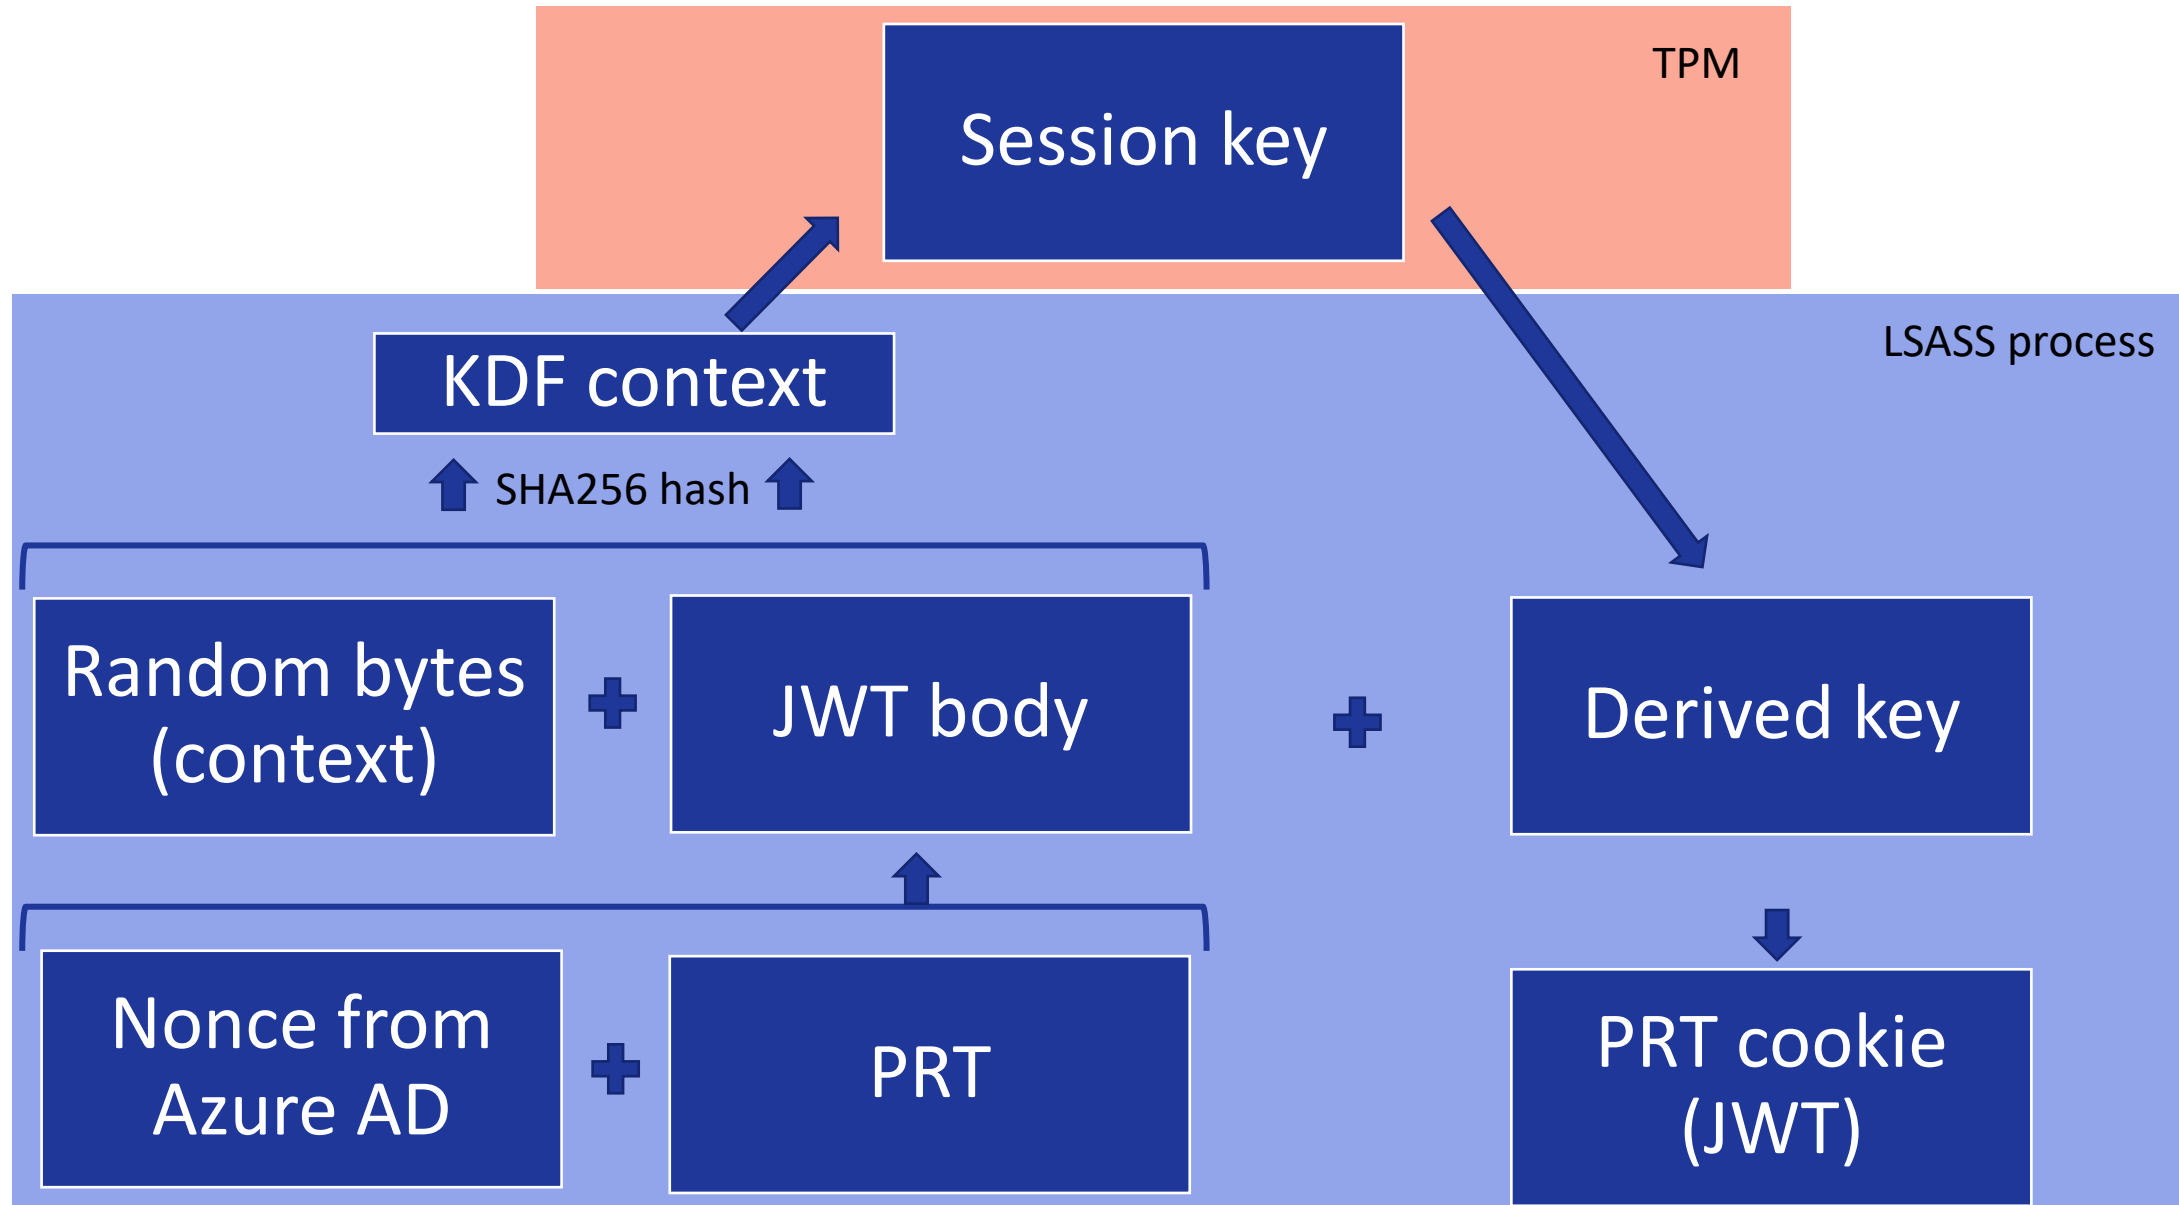 TPM
Session key
LSASS process
KDF context
SHA256 hash
Random bytes
(context)
JWT body
Derived key
Nonce from
Azure AD
PRT
PRT cookie
(JWT)